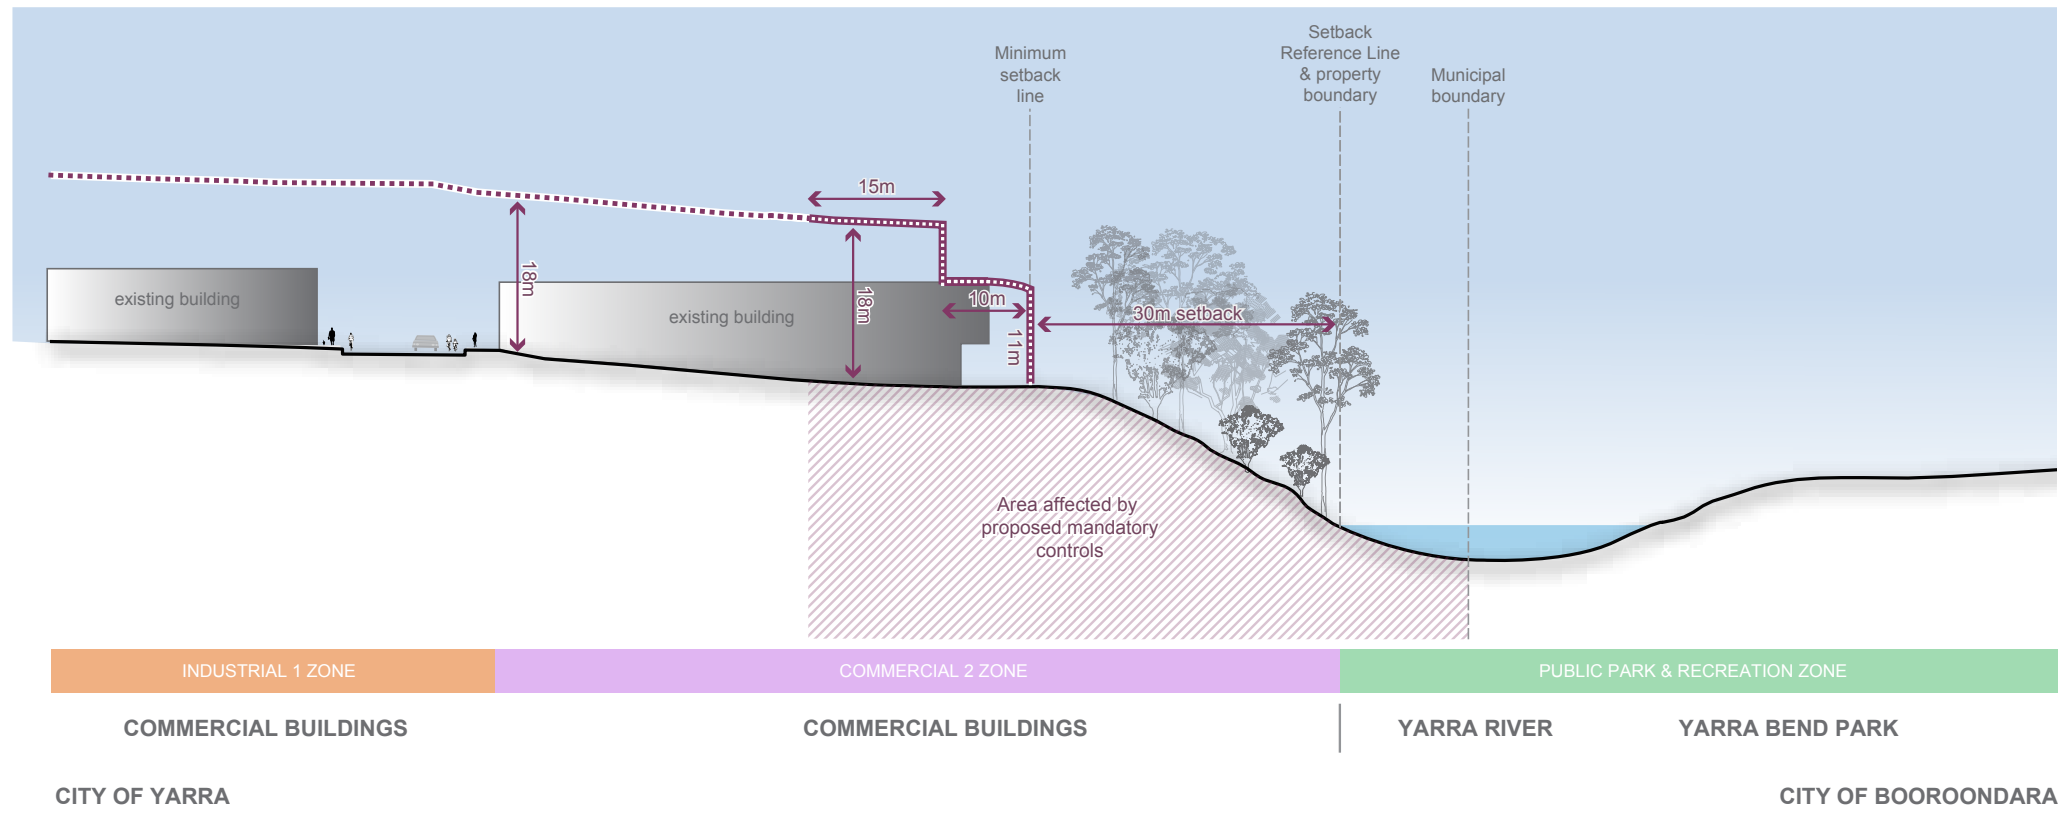 Setback
Reference Line
& property
boundary
Minimum
setback
line
Municipal
boundary
15m
18m
18m
10m
11m
30m setback
existing building
existing building
Area affected by
proposed mandatory
controls
INDUSTRIAL 1 ZONE
COMMERCIAL 2 ZONE
PUBLIC PARK & RECREATION ZONE
COMMERCIAL BUILDINGS
COMMERCIAL BUILDINGS
YARRA RIVER
YARRA BEND PARK
CITY OF YARRA
CITY OF BOOROONDARA